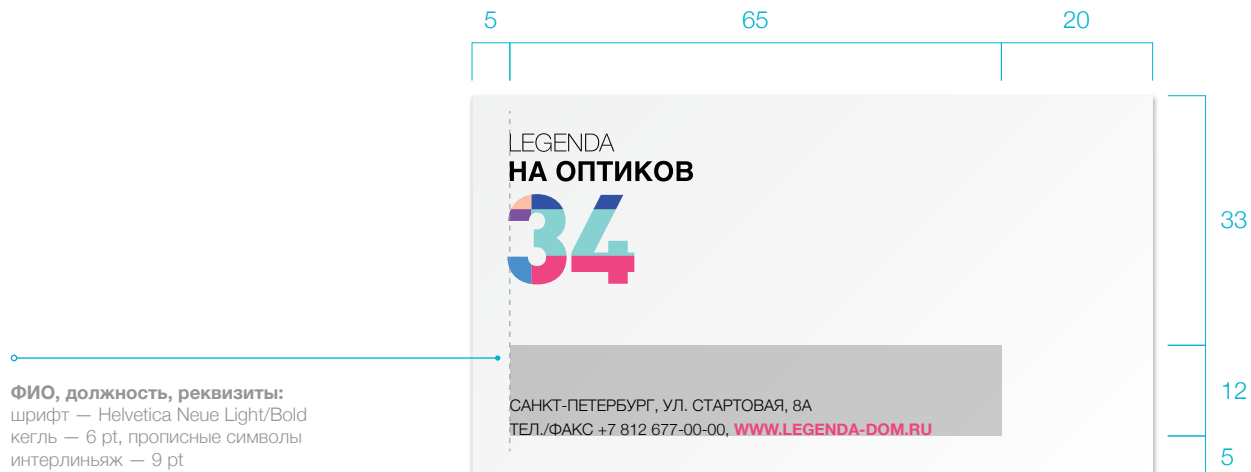 5 65 20
LEGENDA
НА ОПТИКОВ
34
33
ФИО, должность, реквизиты:
шрифт — Helvetica Neue Light/Bold
кегль — 6 pt, прописные символы
интерлиньяж — 9 pt
САНКТ-ПЕТЕРБУРГ, УЛ. СТАРТОВАЯ, 8А
ТЕЛ./ФАКС +7 812 677-00-00, WWW.LEGENDA-DOM.RU
12
5